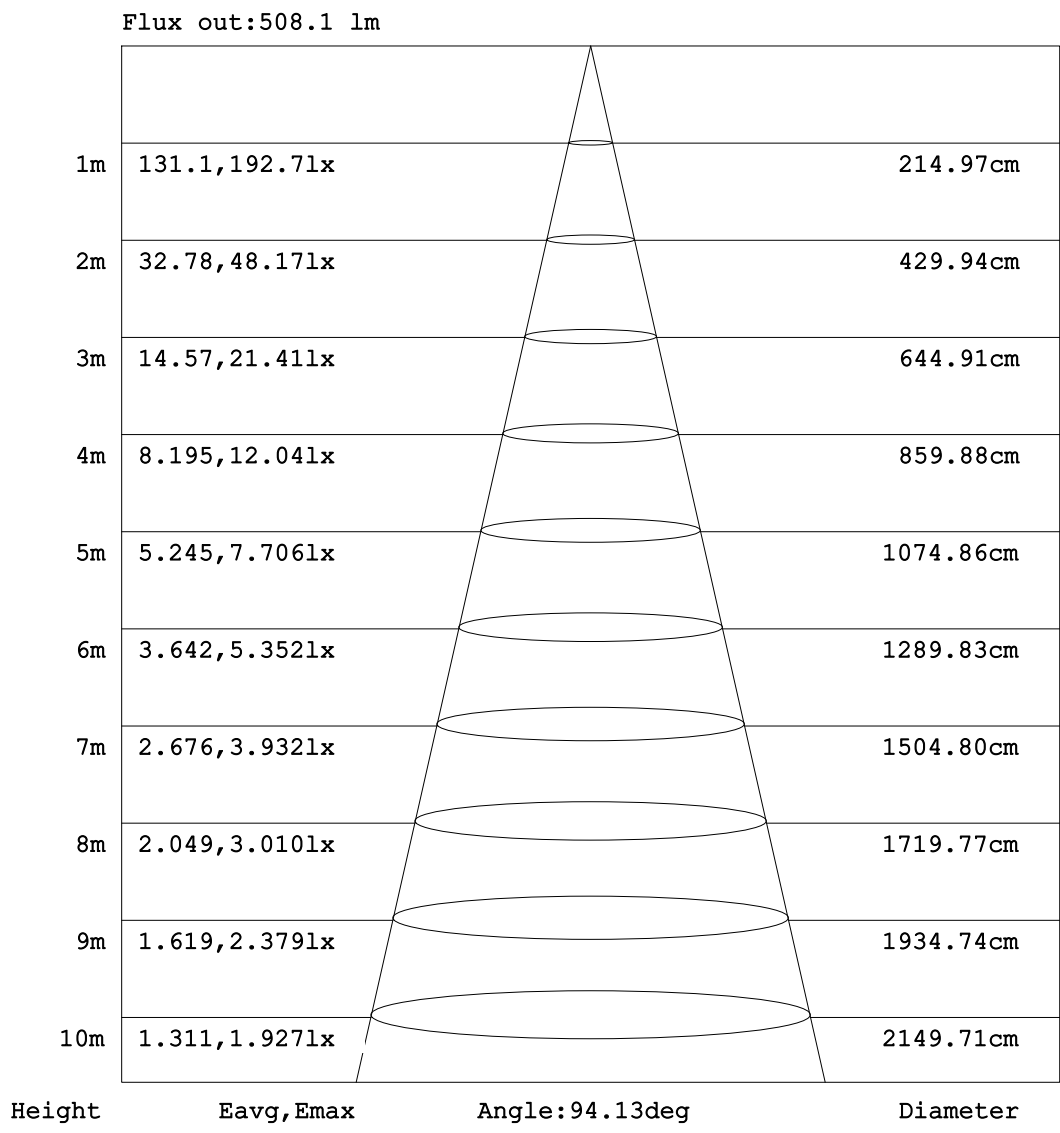 Flux out:508.1 lm
1m 131.1,192.7lx 214.97cm
2m 32.78,48.17lx 429.94cm
3m 14.57,21.41lx 644.91cm
4m 8.195,12.04lx 859.88cm
5m 5.245,7.706lx 1074.86cm
6m 3.642,5.352lx 1289.83cm
7m 2.676,3.932lx 1504.80cm
8m 2.049,3.010lx 1719.77cm
9m 1.619,2.379lx 1934.74cm
10m 1.311,1.927lx 2149.71cm
Height Eavg,Emax Angle:94.13deg Diameter